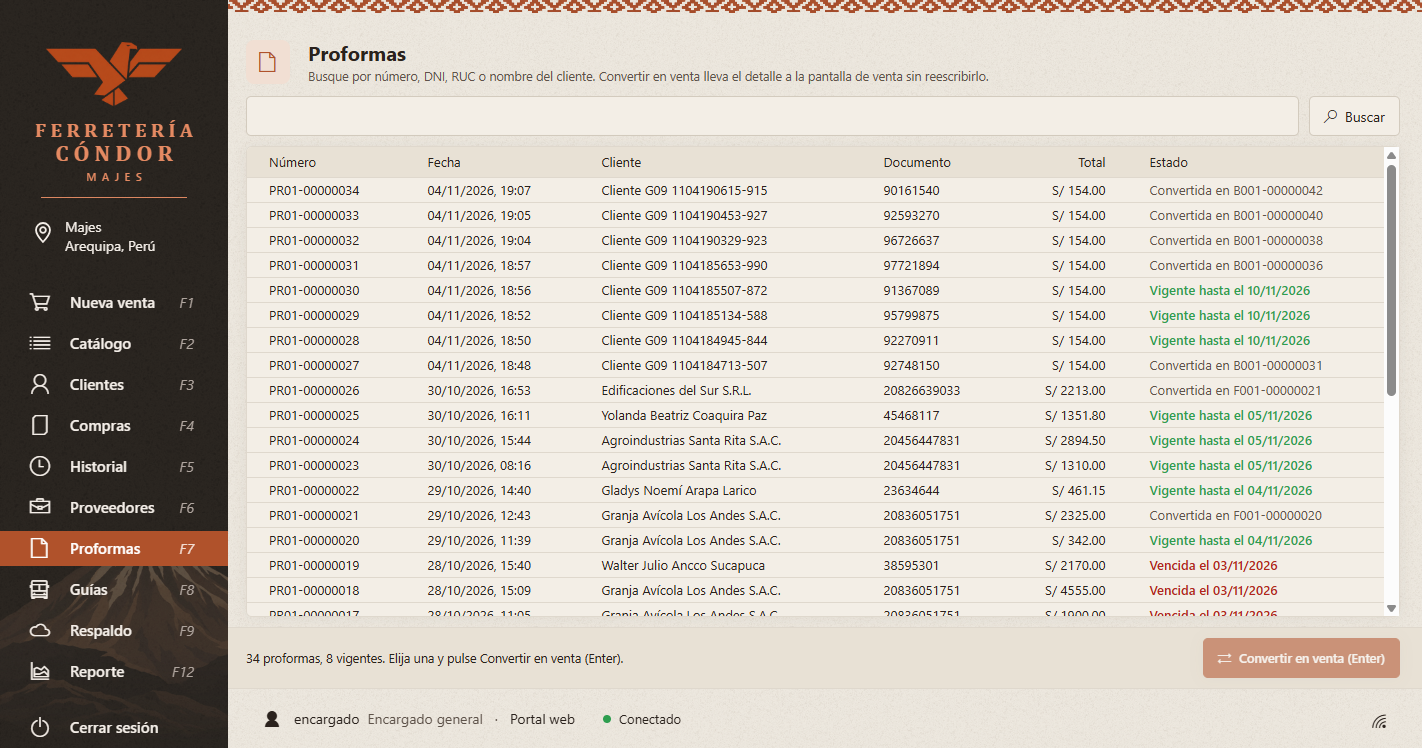 FERRETERÍA
CÓNDOR
MAJES
Majes
Arequipa, Perú
Nueva venta F1
Catálogo F2
Clientes F3
Compras F4
Historial F5
Proveedores F6
Proformas F7
Guías F8
Respaldo F9
Reporte F12
Cerrar sesión
Proformas
Busque por número, DNI, RUC o nombre del cliente. Convertir en venta lleva el detalle a la pantalla de venta sin reescribirlo.
Buscar
Número Fecha Cliente Documento Total Estado
PR01-00000034 04/11/2026, 19:07 Cliente G09 1104190615-915 90161540 S/ 154.00 Convertida en B001-00000042
PR01-00000033 04/11/2026, 19:05 Cliente G09 1104190453-927 92593270 S/ 154.00 Convertida en B001-00000040
PR01-00000032 04/11/2026, 19:04 Cliente G09 1104190329-923 96726637 S/ 154.00 Convertida en B001-00000038
PR01-00000031 04/11/2026, 18:57 Cliente G09 1104185653-990 97721894 S/ 154.00 Convertida en B001-00000036
PR01-00000030 04/11/2026, 18:56 Cliente G09 1104185507-872 91367089 S/ 154.00 Vigente hasta el 10/11/2026
PR01-00000029 04/11/2026, 18:52 Cliente G09 1104185134-588 95799875 S/ 154.00 Vigente hasta el 10/11/2026
PR01-00000028 04/11/2026, 18:50 Cliente G09 1104184945-844 92270911 S/ 154.00 Vigente hasta el 10/11/2026
PR01-00000027 04/11/2026, 18:48 Cliente G09 1104184713-507 92748150 S/ 154.00 Convertida en B001-00000031
PR01-00000026 30/10/2026, 16:53 Edificaciones del Sur S.R.L. 20826639033 S/ 2213.00 Convertida en F001-00000021
PR01-00000025 30/10/2026, 16:11 Yolanda Beatriz Coaquira Paz 45468117 S/ 1351.80 Vigente hasta el 05/11/2026
PR01-00000024 30/10/2026, 15:44 Agroindustrias Santa Rita S.A.C. 20456447831 S/ 2894.50 Vigente hasta el 05/11/2026
PR01-00000023 30/10/2026, 08:16 Agroindustrias Santa Rita S.A.C. 20456447831 S/ 1310.00 Vigente hasta el 05/11/2026
PR01-00000022 29/10/2026, 14:40 Gladys Noemí Arapa Larico 23634644 S/ 461.15 Vigente hasta el 04/11/2026
PR01-00000021 29/10/2026, 12:43 Granja Avícola Los Andes S.A.C. 20836051751 S/ 2325.00 Convertida en F001-00000020
PR01-00000020 29/10/2026, 11:39 Granja Avícola Los Andes S.A.C. 20836051751 S/ 342.00 Vigente hasta el 04/11/2026
PR01-00000019 28/10/2026, 15:40 Walter Julio Ancco Sucapuca 38595301 S/ 2170.00 Vencida el 03/11/2026
PR01-00000018 28/10/2026, 15:09 Granja Avícola Los Andes S.A.C. 20836051751 S/ 4555.00 Vencida el 03/11/2026
PR01-00000017 28/10/2026, 11:05 Granja Avícola Los Andes S.A.C. 20836051751 S/ 1900.00 Vencida el 03/11/2026
34 proformas, 8 vigentes. Elija una y pulse Convertir en venta (Enter).
Convertir en venta (Enter)
encargado Encargado general · Portal web Conectado